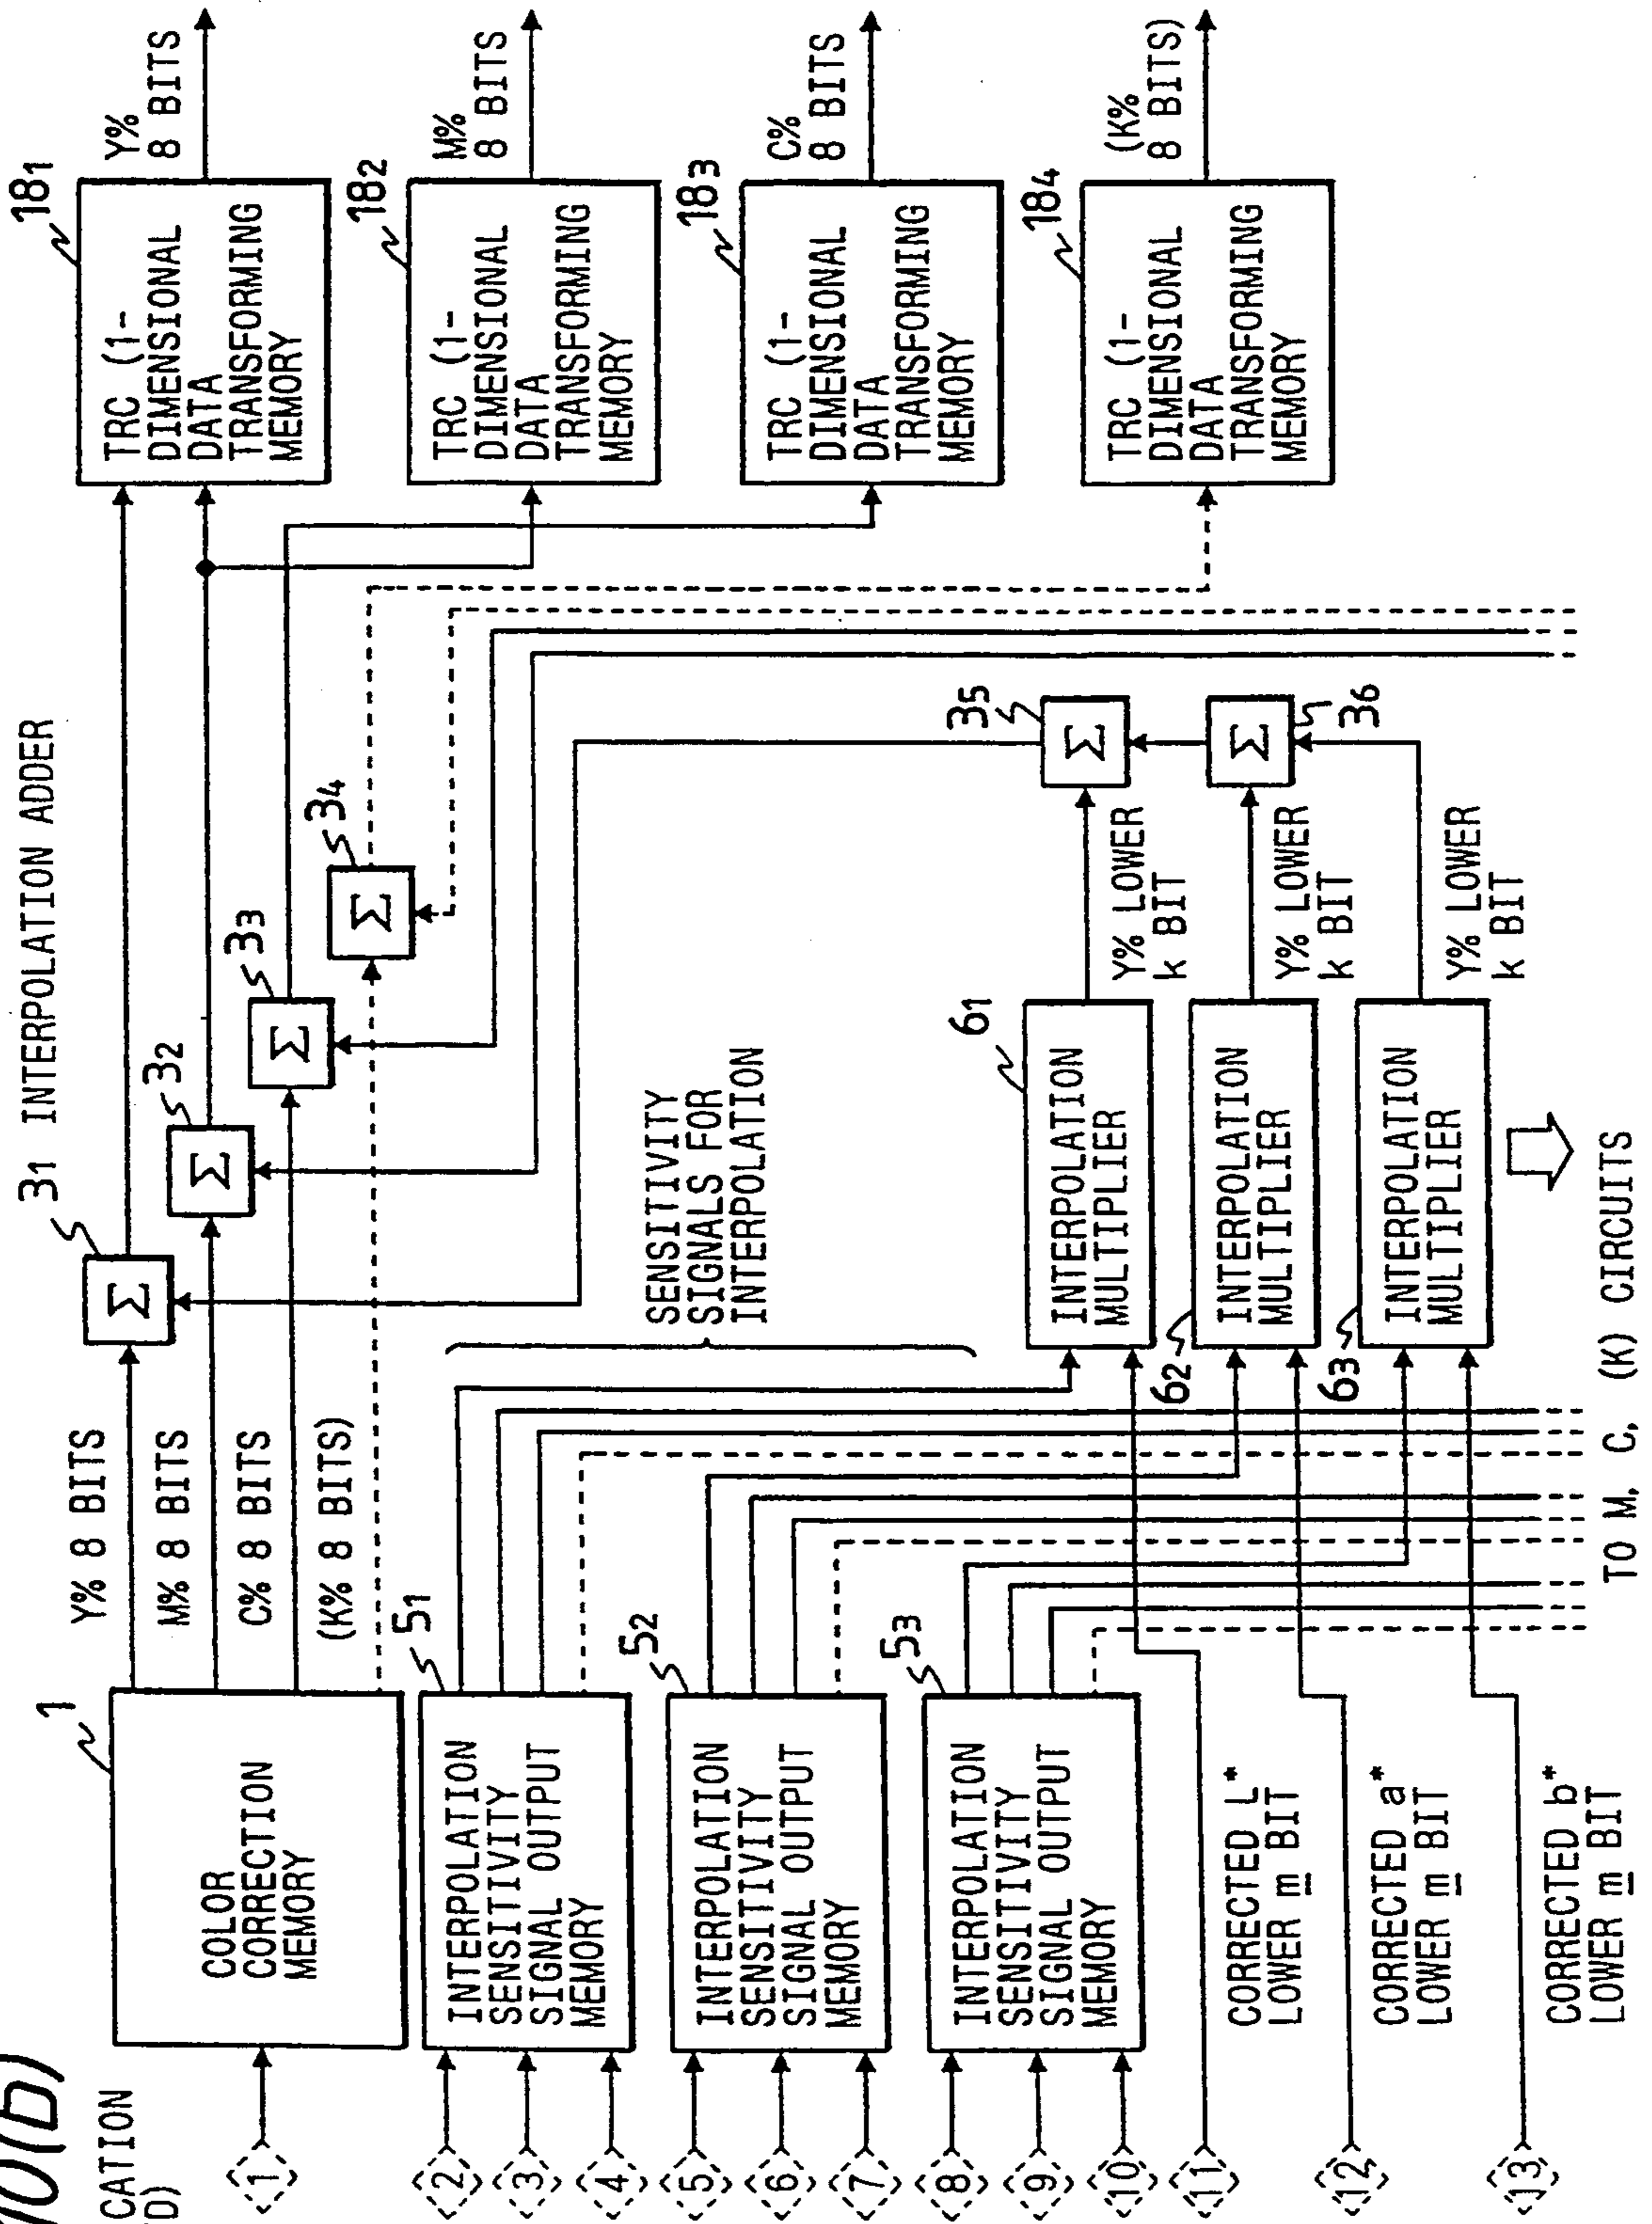 10(b)
CATION
D)
1
COLOR
CORRECTION
MEMORY
Y% 8 BITS
M% 8 BITS
C% 8 BITS
(K% 8 BITS)
31 INTERPOLATION ADDER
Σ
32
Σ
33
Σ
34
Σ
181
TRC (1-
DIMENSIONAL
DATA
TRANSFORMING
MEMORY
Y%
8 BITS
182
TRC (1-
DIMENSIONAL
DATA
TRANSFORMING
MEMORY
M%
8 BITS
183
TRC (1-
DIMENSIONAL
DATA
TRANSFORMING
MEMORY
C%
8 BITS
184
TRC (1-
DIMENSIONAL
DATA
TRANSFORMING
MEMORY
(K%
8 BITS)
51
INTERPOLATION
SENSITIVITY
SIGNAL OUTPUT
MEMORY
52
INTERPOLATION
SENSITIVITY
SIGNAL OUTPUT
MEMORY
53
INTERPOLATION
SENSITIVITY
SIGNAL OUTPUT
MEMORY
SENSITIVITY
SIGNALS FOR
INTERPOLATION
61
INTERPOLATION
MULTIPLIER
Y% LOWER
k BIT
35
Σ
62
INTERPOLATION
MULTIPLIER
Y% LOWER
k BIT
Σ
36
63
INTERPOLATION
MULTIPLIER
Y% LOWER
k BIT
1
2
3
4
5
6
7
8
9
10
11
12
13
CORRECTED L*
LOWER m BIT
CORRECTED a*
LOWER m BIT
CORRECTED b*
LOWER m BIT
TO M, C, (K) CIRCUITS